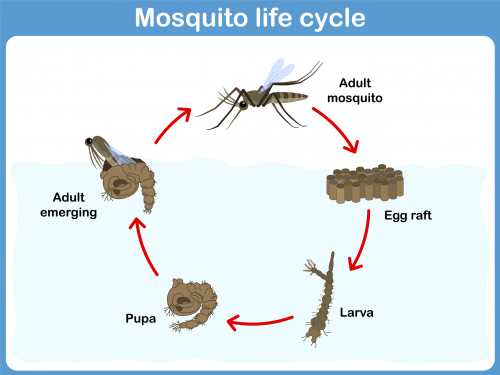 Mosquito life cycle
Adult
mosquito
Egg raft
Larva
Pupa
Adult
emerging